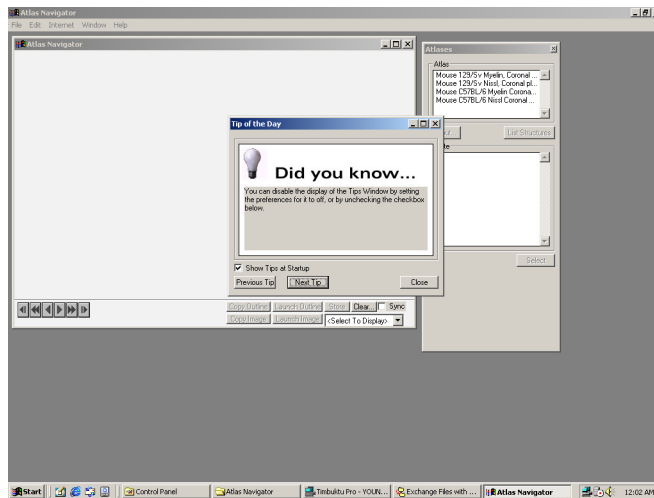 Atlas Navigator
File Edit Internet Window Help
Atlas Navigator
Atlases
Atlas
Mouse 129/Sv Myelin, Coronal ...
Mouse 129/Sv Nissl, Coronal pl...
Mouse C57BL/6 Myelin Corona...
Mouse C57BL/6 Nissl Coronal ...
List Structures
Select
Tip of the Day
Did you know...
You can disable the display of the Tips Window by setting
the preferences for it to off, or by unchecking the checkbox
below.
Show Tips at Startup
Previous Tip Next Tip Close
Copy Outline Launch Outline Store Clear... Sync
Copy Image Launch Image <Select To Display>
Start Control Panel Atlas Navigator Timbuktu Pro - YOUN... Exchange Files with ... Atlas Navigator 12:02 AM